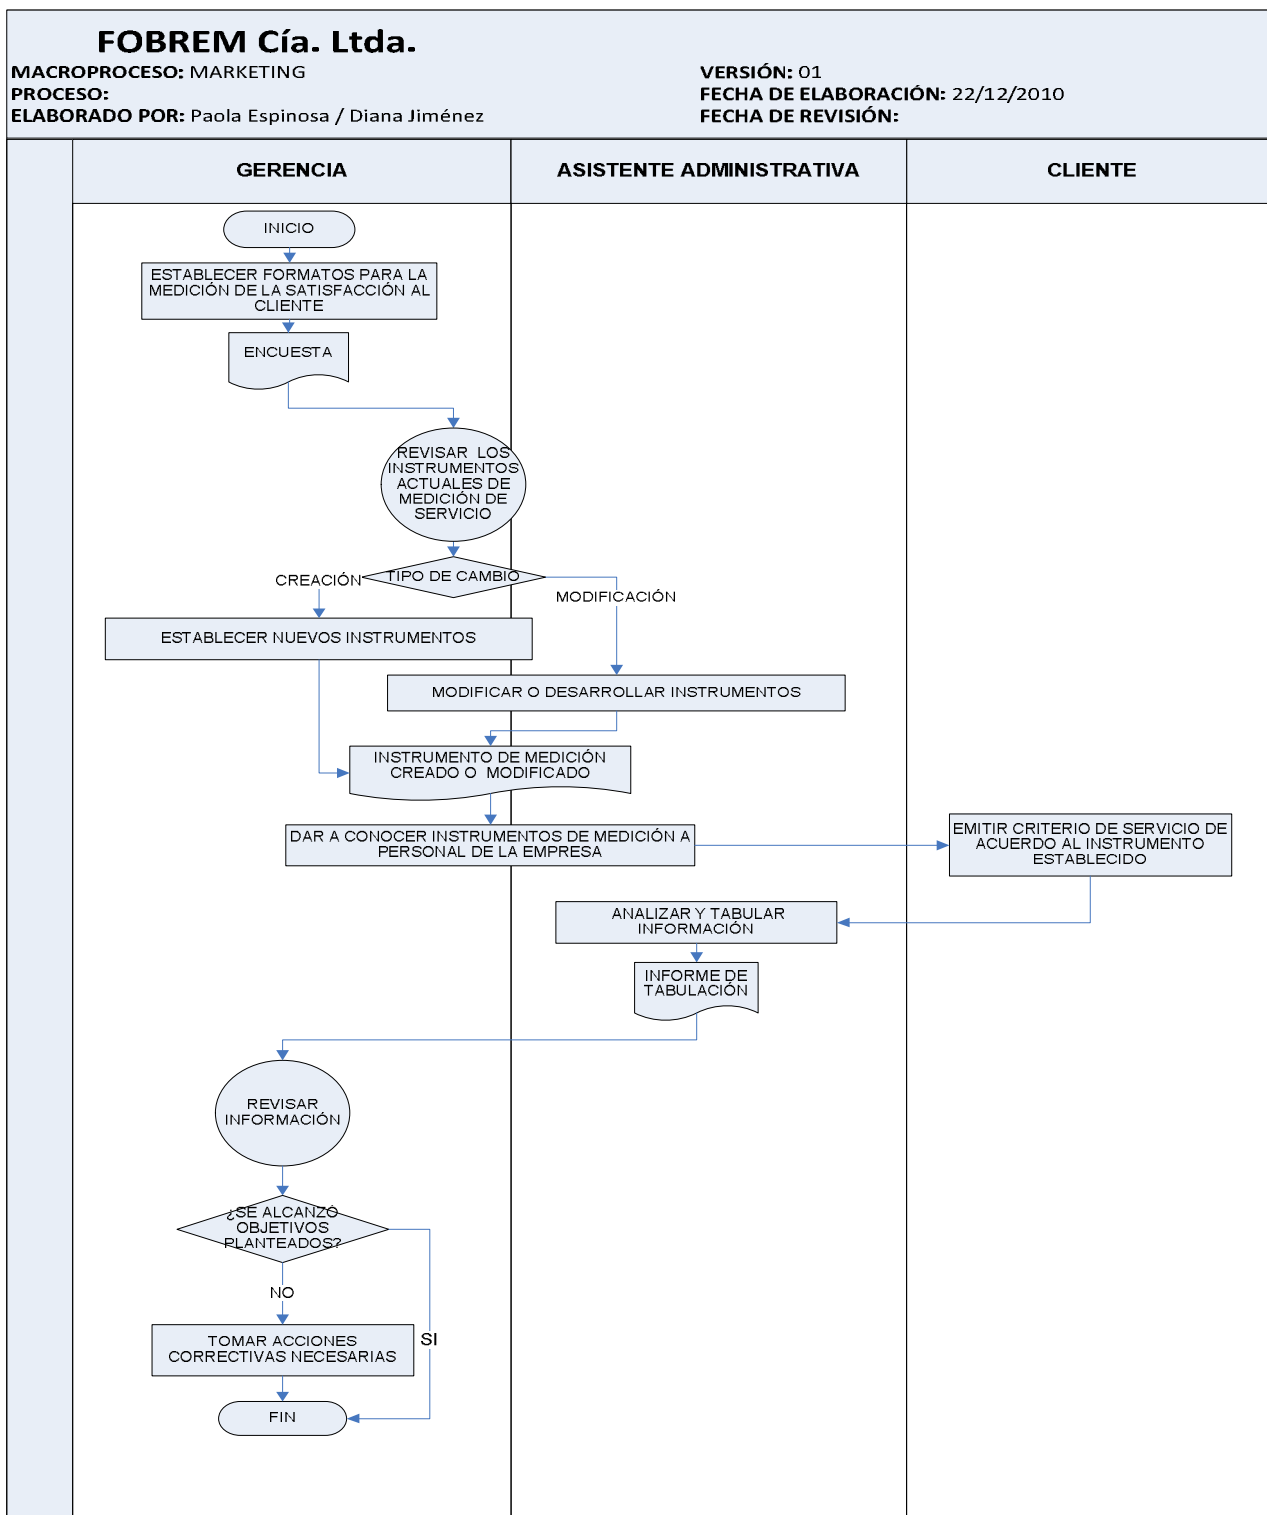 FOBREM Cía. Ltda.
MACROPROCESO: MARKETING
PROCESO:
ELABORADO POR: Paola Espinosa / Diana Jiménez
VERSIÓN: 01
FECHA DE ELABORACIÓN: 22/12/2010
FECHA DE REVISIÓN:
GERENCIA
ASISTENTE ADMINISTRATIVA
CLIENTE
INICIO
ESTABLECER FORMATOS PARA LA
MEDICIÓN DE LA SATISFACCIÓN AL
CLIENTE
ENCUESTA
REVISAR LOS
INSTRUMENTOS
ACTUALES DE
MEDICIÓN DE
SERVICIO
TIPO DE CAMBIO
CREACIÓN
MODIFICACIÓN
ESTABLECER NUEVOS INSTRUMENTOS
MODIFICAR O DESARROLLAR INSTRUMENTOS
INSTRUMENTO DE MEDICIÓN
CREADO O MODIFICADO
DAR A CONOCER INSTRUMENTOS DE MEDICIÓN A
PERSONAL DE LA EMPRESA
EMITIR CRITERIO DE SERVICIO DE
ACUERDO AL INSTRUMENTO
ESTABLECIDO
ANALIZAR Y TABULAR
INFORMACIÓN
INFORME DE
TABULACIÓN
REVISAR
INFORMACIÓN
¿SE ALCANZÓ
OBJETIVOS
PLANTEADOS?
NO
SI
TOMAR ACCIONES
CORRECTIVAS NECESARIAS
FIN